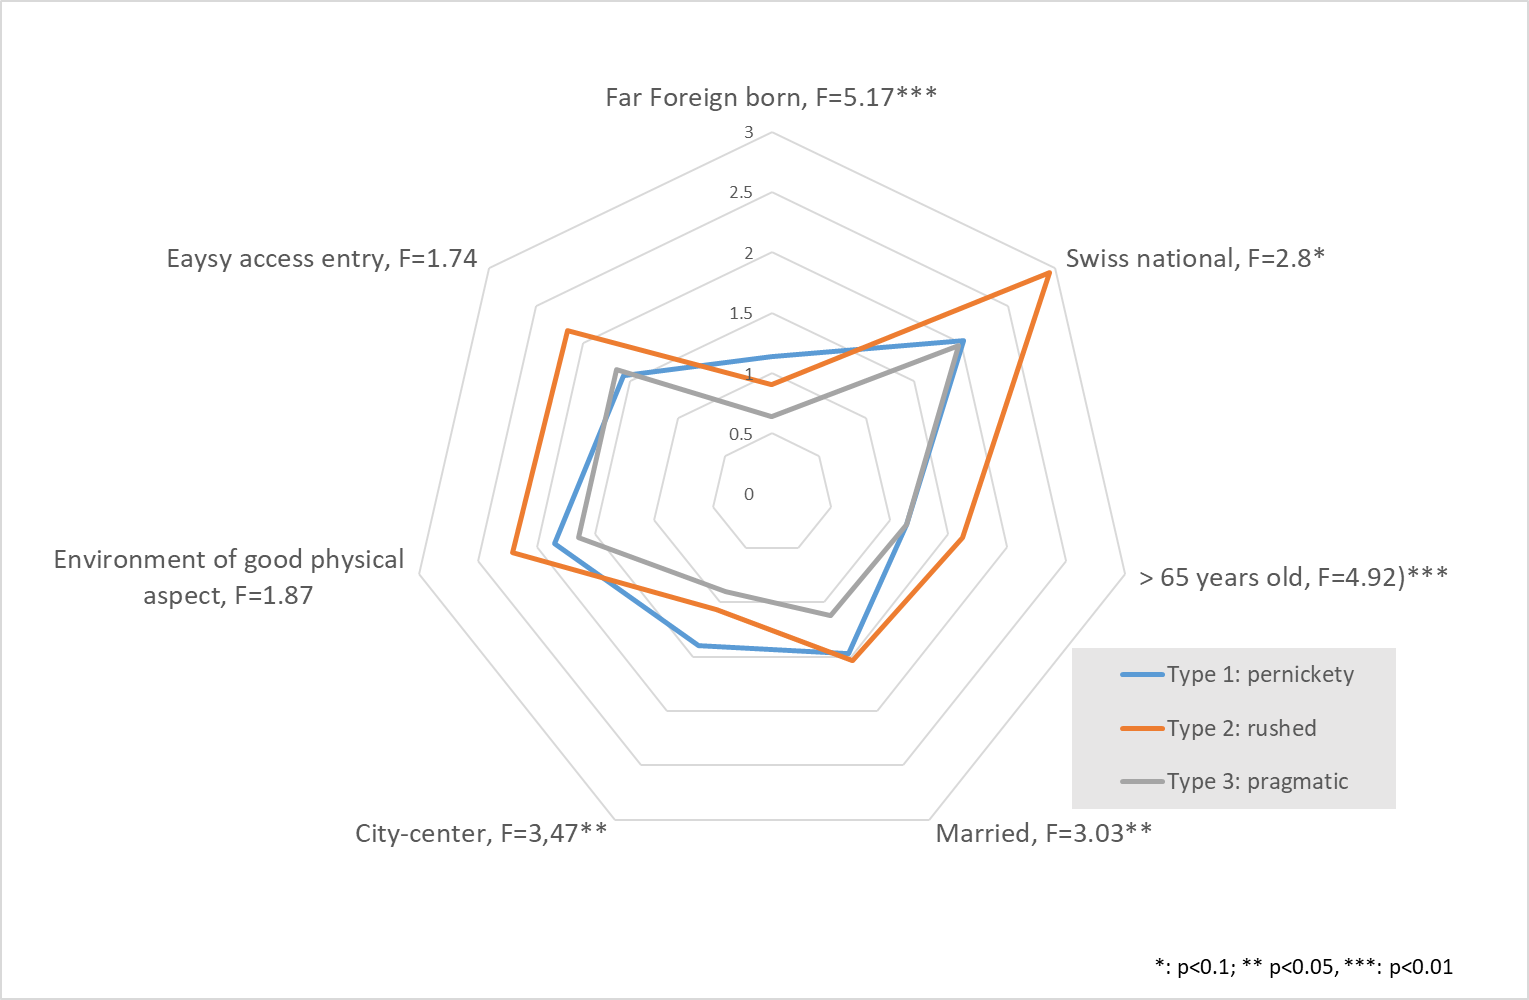 Far Foreign born, F=5.17***
3
2.5
2
1.5
1
0.5
0
Eaysy access entry, F=1.74
Swiss national, F=2.8*
Environment of good physical
aspect, F=1.87
> 65 years old, F=4.92)***
City-center, F=3,47**
Married, F=3.03**
Type 1: pernickety
Type 2: rushed
Type 3: pragmatic
*: p<0.1; ** p<0.05, ***: p<0.01